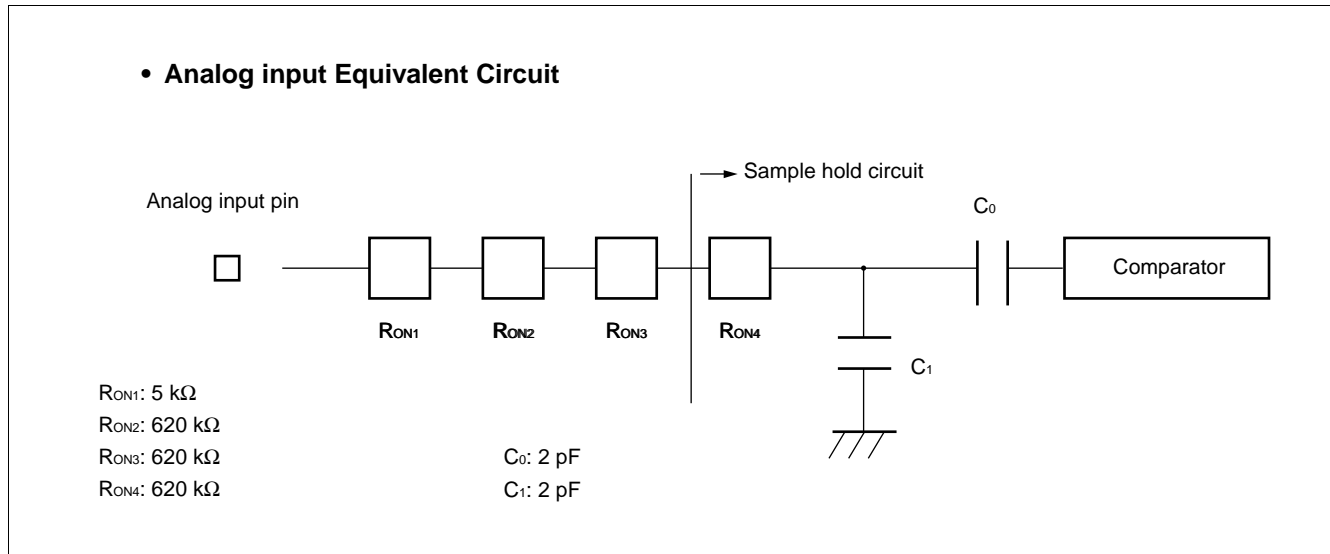 • Analog input Equivalent Circuit
Sample hold circuit
Analog input pin
C0
Comparator
RON1
RON2
RON3
RON4
C1
RON1: 5 kΩ
RON2: 620 kΩ
RON3: 620 kΩ
RON4: 620 kΩ
C0: 2 pF
C1: 2 pF